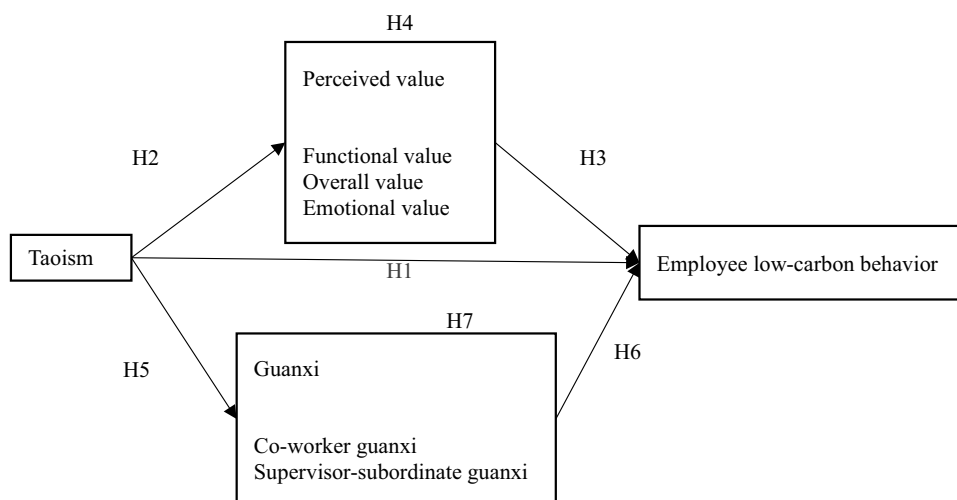 H4
Perceived value
Functional value
Overall value
Emotional value
H2
H3
Taoism
H1
Employee low-carbon behavior
H7
H5
H6
Guanxi
Co-worker guanxi
Supervisor-subordinate guanxi